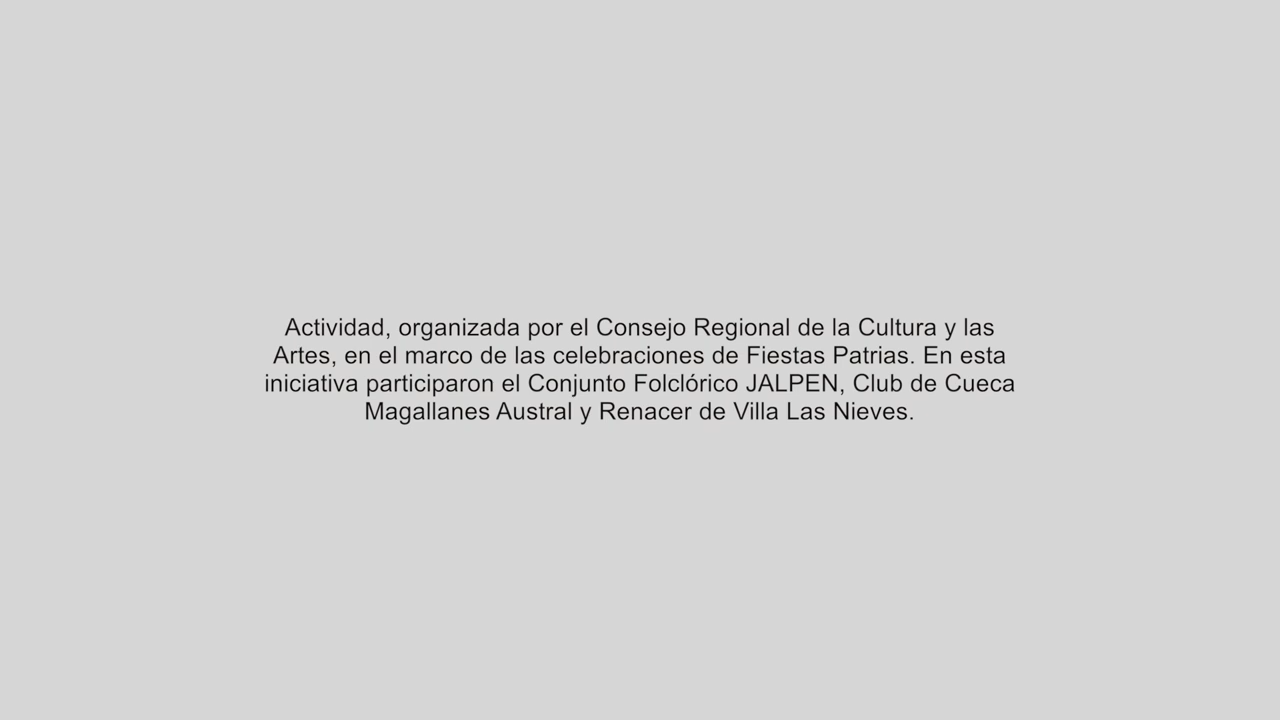 Actividad, organizada por el Consejo Regional de la Cultura y las
Artes, en el marco de las celebraciones de Fiestas Patrias. En esta
iniciativa participaron el Conjunto Folclórico JALPEN, Club de Cueca
Magallanes Austral y Renacer de Villa Las Nieves.